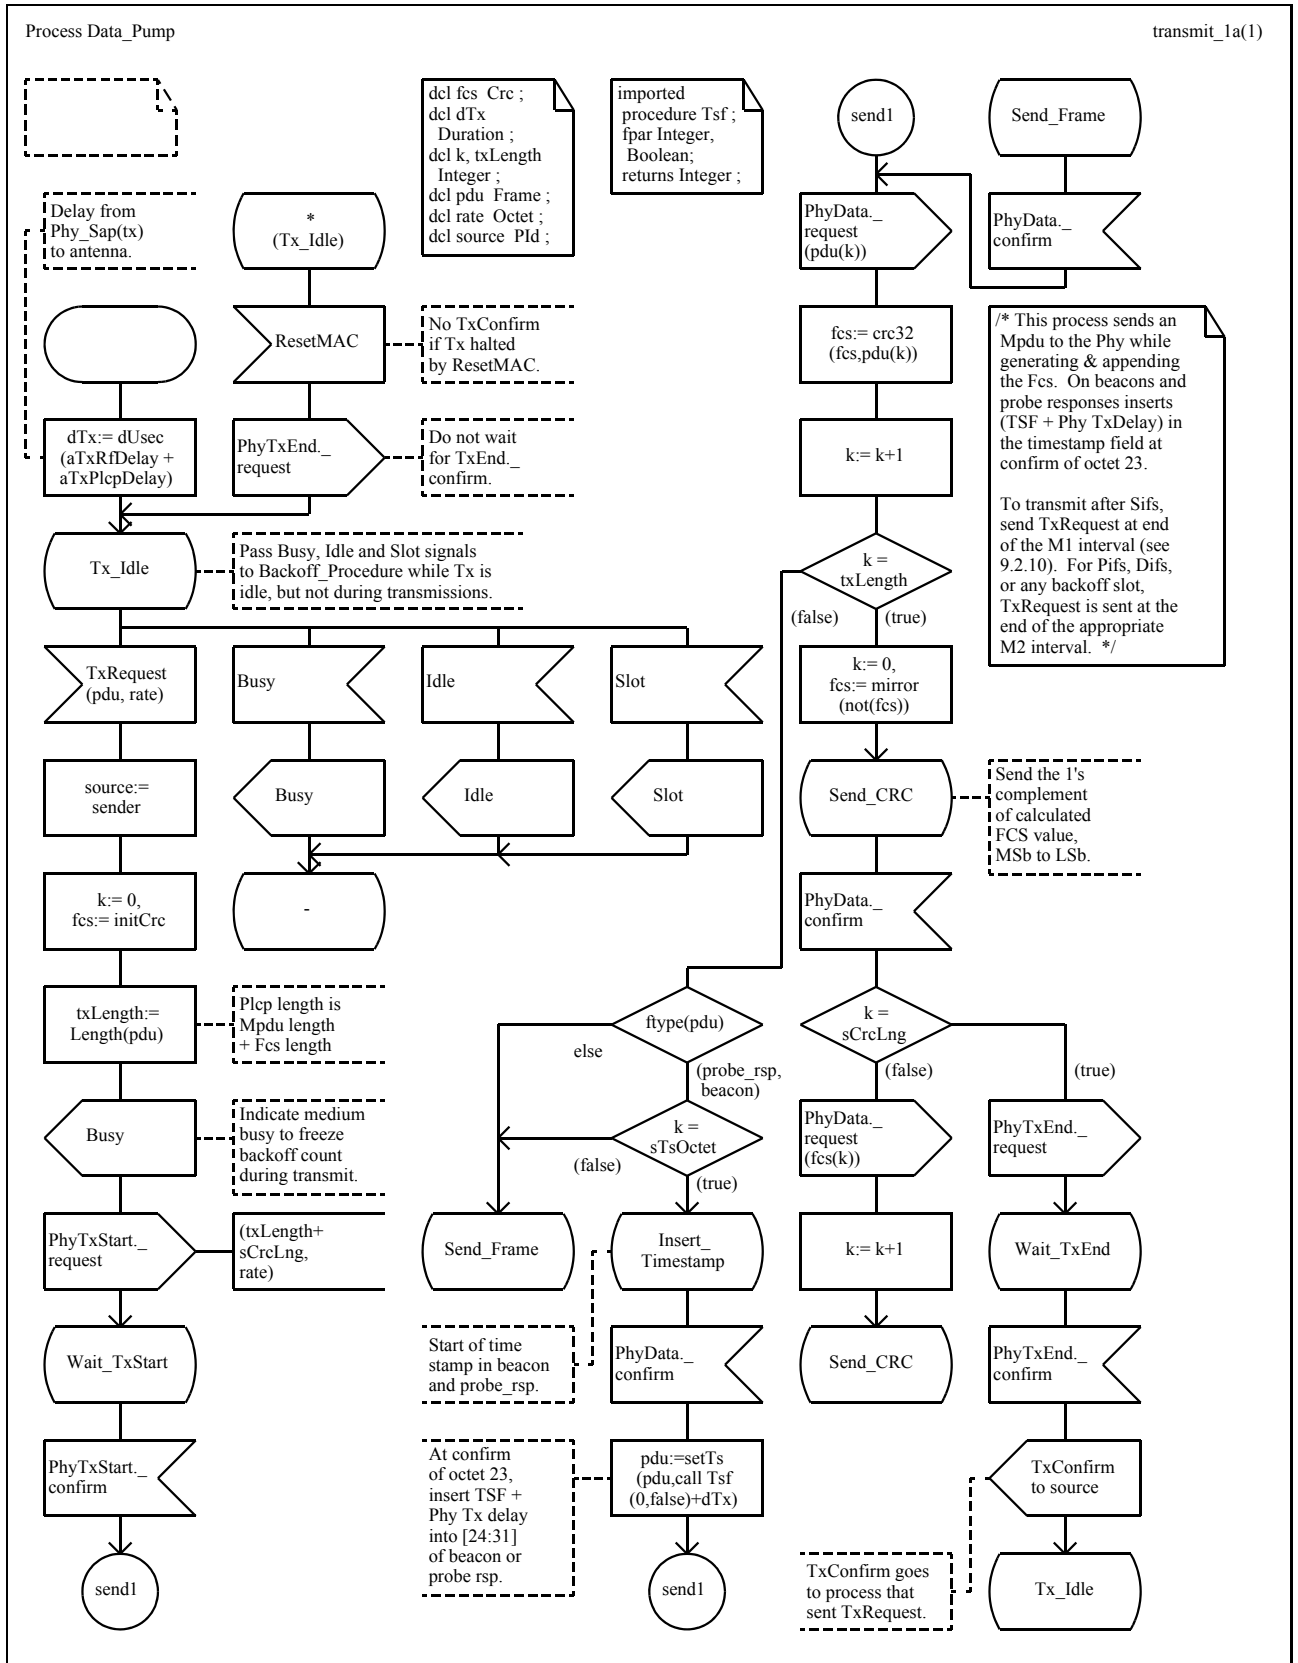 Process Data_Pump
transmit_1a(1)
dcl fcs  Crc ;
dcl dTx
Duration ;
dcl k, txLength
Integer ;
dcl pdu  Frame ;
dcl rate  Octet ;
dcl source  PId ;
imported
procedure Tsf ;
fpar Integer,
Boolean;
returns Integer ;
send1
Send_Frame
Delay from
Phy_Sap(tx)
to antenna.
*
(Tx_Idle)
PhyData._
request
(pdu(k))
PhyData._
confirm
ResetMAC
No TxConfirm
if Tx halted
by ResetMAC.
fcs:= crc32
(fcs,pdu(k))
/* This process sends an
Mpdu to the Phy while
generating & appending
the Fcs.  On beacons and
probe responses inserts
(TSF + Phy TxDelay) in
the timestamp field at
confirm of octet 23.
To transmit after Sifs,
send TxRequest at end
of the M1 interval (see
9.2.10).  For Pifs, Difs,
or any backoff slot,
TxRequest is sent at the
end of the appropriate
M2 interval.  */
dTx:= dUsec
(aTxRfDelay +
aTxPlcpDelay)
PhyTxEnd._
request
Do not wait
for TxEnd._
confirm.
k:= k+1
Tx_Idle
Pass Busy, Idle and Slot signals
to Backoff_Procedure while Tx is
idle, but not during transmissions.
k =
txLength
(false)
(true)
TxRequest
(pdu, rate)
Busy
Idle
Slot
k:= 0,
fcs:= mirror
(not(fcs))
source:=
sender
Busy
Idle
Slot
Send_CRC
Send the 1's
complement
of calculated
FCS value,
MSb to LSb.
k:= 0,
fcs:= initCrc
-
PhyData._
confirm
txLength:=
Length(pdu)
Plcp length is
Mpdu length
+ Fcs length
ftype(pdu)
else
(probe_rsp,
beacon)
k =
sCrcLng
(false)
(true)
Busy
Indicate medium
busy to freeze
backoff count
during transmit.
k =
sTsOctet
(false)
(true)
PhyData._
request
(fcs(k))
PhyTxEnd._
request
PhyTxStart._
request
(txLength+
sCrcLng,
rate)
Send_Frame
Insert_
Timestamp
k:= k+1
Wait_TxEnd
Wait_TxStart
Start of time
stamp in beacon
and probe_rsp.
PhyData._
confirm
Send_CRC
PhyTxEnd._
confirm
PhyTxStart._
confirm
At confirm
of octet 23,
insert TSF +
Phy Tx delay
into [24:31]
of beacon or
probe rsp.
pdu:=setTs
(pdu,call Tsf
(0,false)+dTx)
TxConfirm
to source
send1
send1
TxConfirm goes
to process that
sent TxRequest.
Tx_Idle